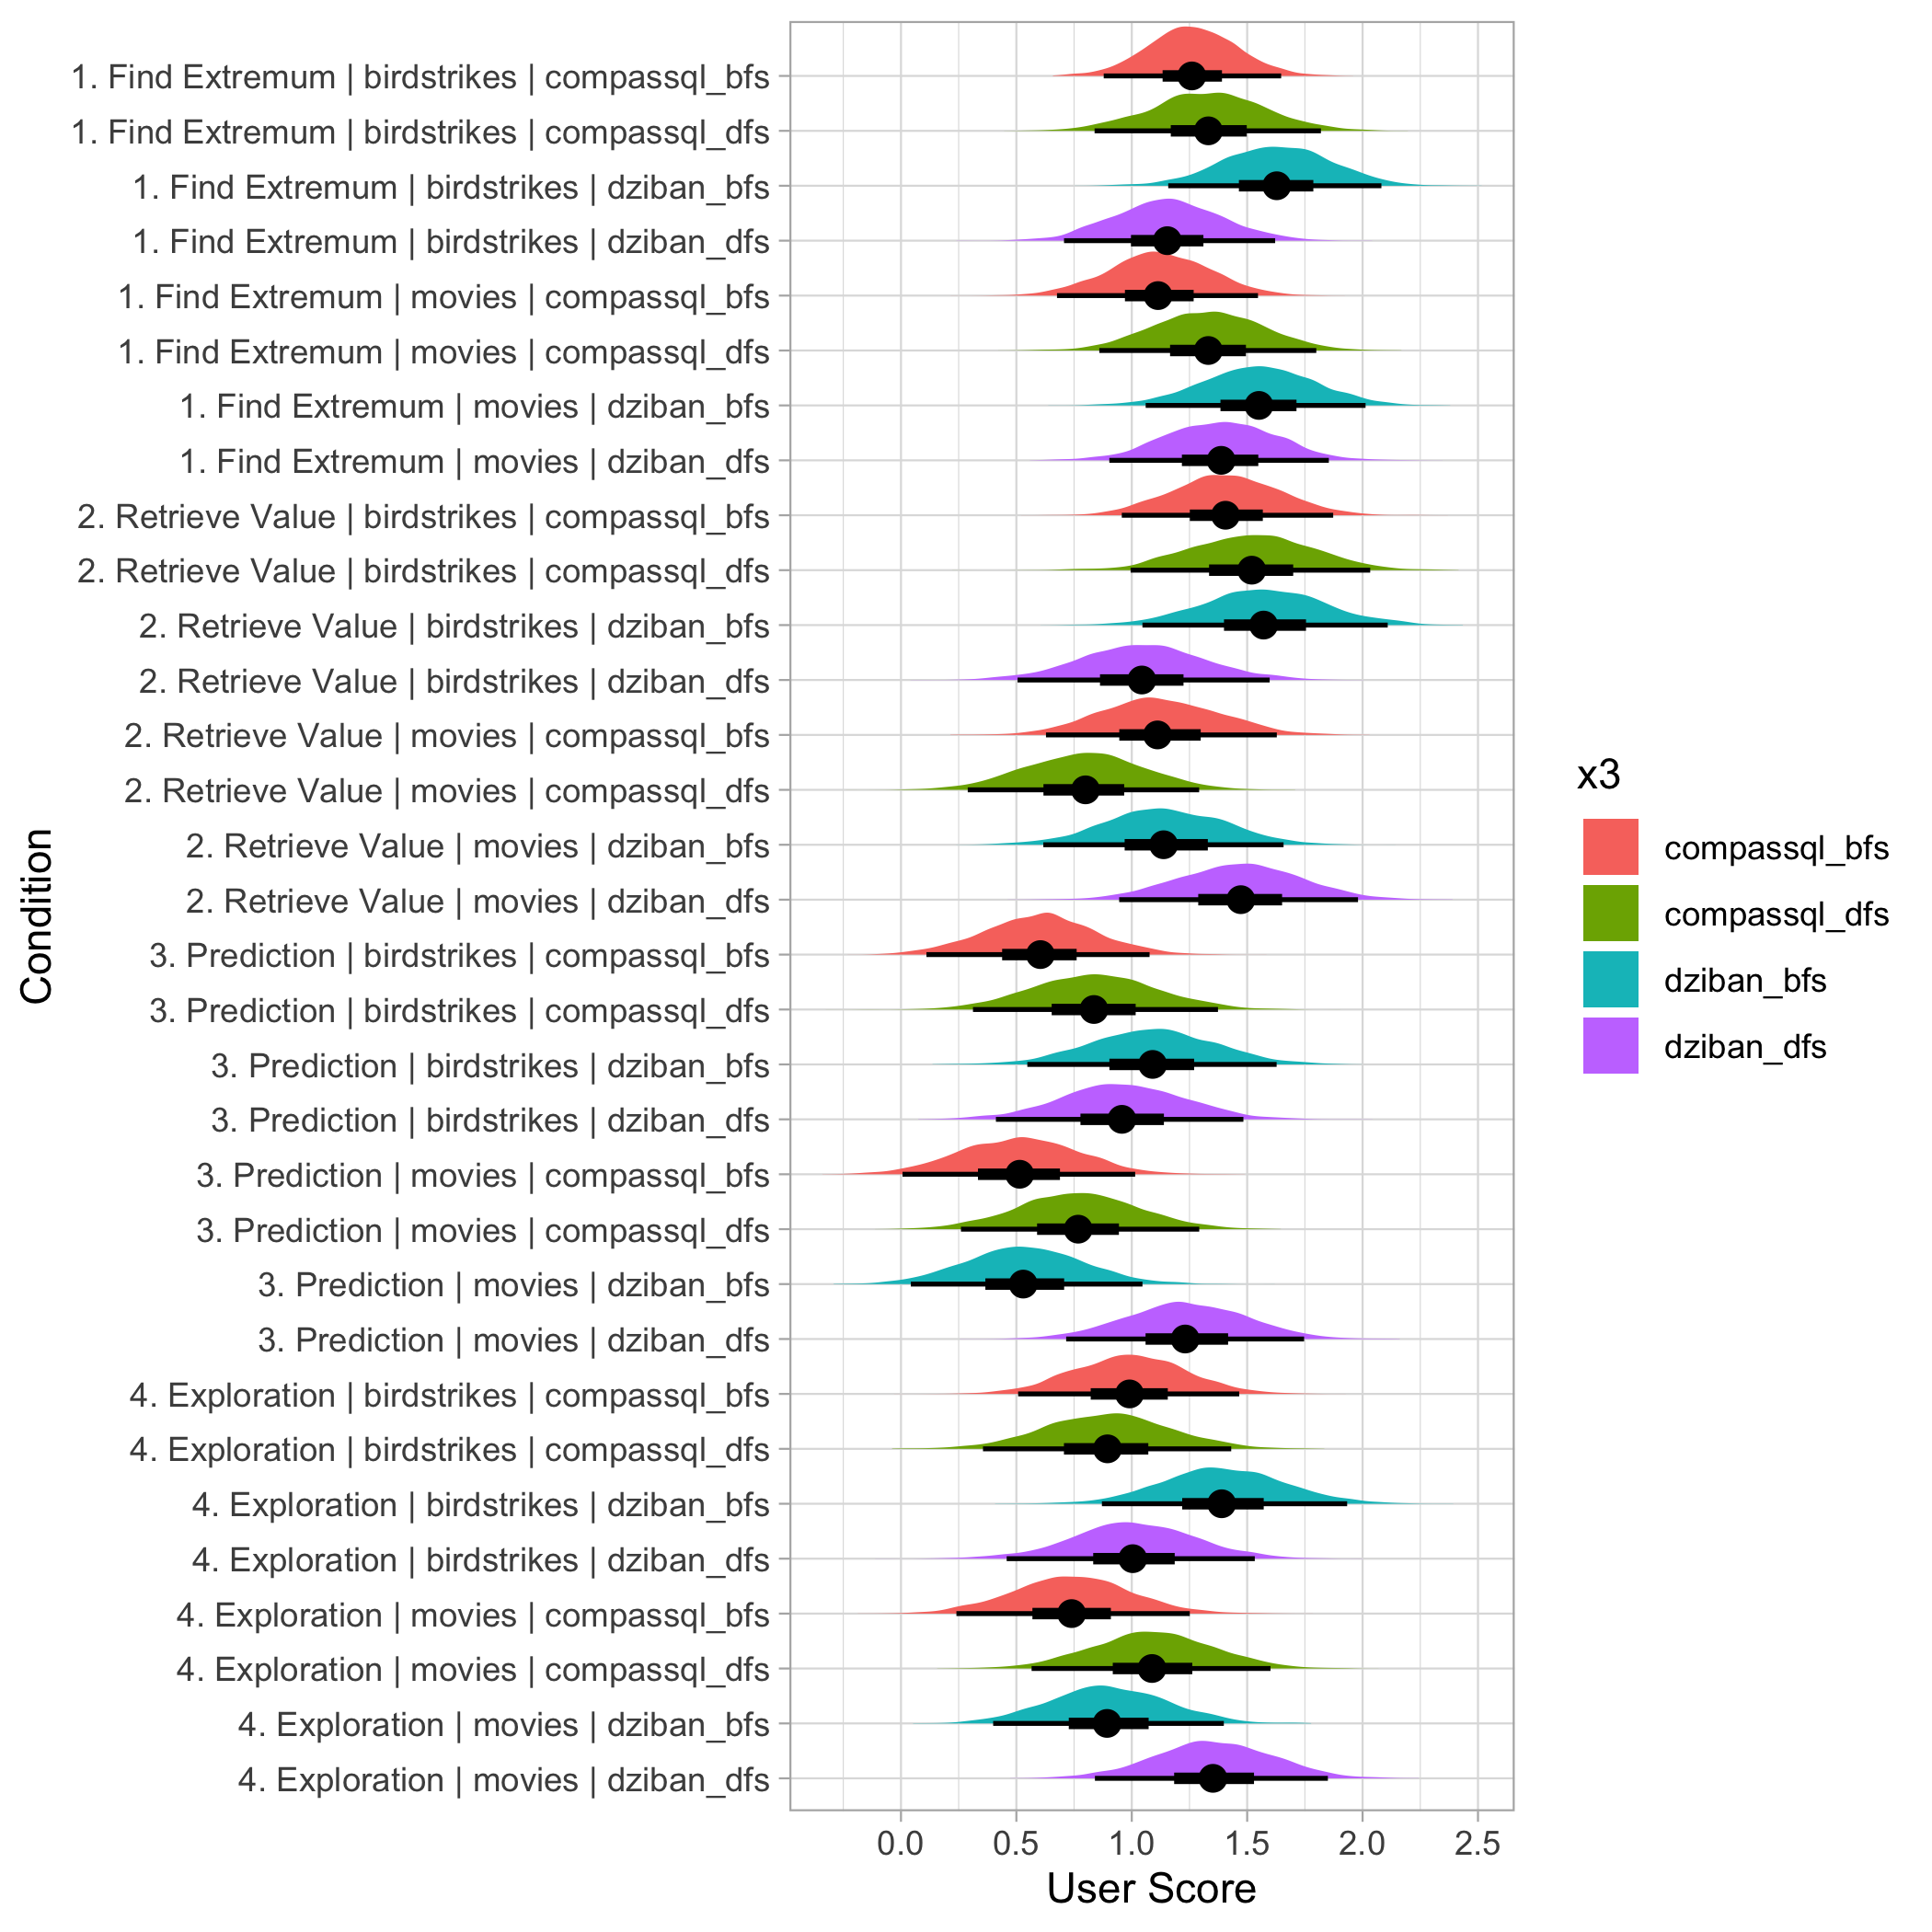 1. Find Extremum | birdstrikes | compassql_bfs
1. Find Extremum | birdstrikes | compassql_dfs
1. Find Extremum | birdstrikes | dziban_bfs
1. Find Extremum | birdstrikes | dziban_dfs
1. Find Extremum | movies | compassql_bfs
1. Find Extremum | movies | compassql_dfs
1. Find Extremum | movies | dziban_bfs
1. Find Extremum | movies | dziban_dfs
2. Retrieve Value | birdstrikes | compassql_bfs
2. Retrieve Value | birdstrikes | compassql_dfs
2. Retrieve Value | birdstrikes | dziban_bfs
2. Retrieve Value | birdstrikes | dziban_dfs
2. Retrieve Value | movies | compassql_bfs
2. Retrieve Value | movies | compassql_dfs
2. Retrieve Value | movies | dziban_bfs
2. Retrieve Value | movies | dziban_dfs
3. Prediction | birdstrikes | compassql_bfs
3. Prediction | birdstrikes | compassql_dfs
3. Prediction | birdstrikes | dziban_bfs
3. Prediction | birdstrikes | dziban_dfs
3. Prediction | movies | compassql_bfs
3. Prediction | movies | compassql_dfs
3. Prediction | movies | dziban_bfs
3. Prediction | movies | dziban_dfs
4. Exploration | birdstrikes | compassql_bfs
4. Exploration | birdstrikes | compassql_dfs
4. Exploration | birdstrikes | dziban_bfs
4. Exploration | birdstrikes | dziban_dfs
4. Exploration | movies | compassql_bfs
4. Exploration | movies | compassql_dfs
4. Exploration | movies | dziban_bfs
4. Exploration | movies | dziban_dfs
Condition
0.0 0.5 1.0 1.5 2.0 2.5
User Score
x3
compassql_bfs
compassql_dfs
dziban_bfs
dziban_dfs